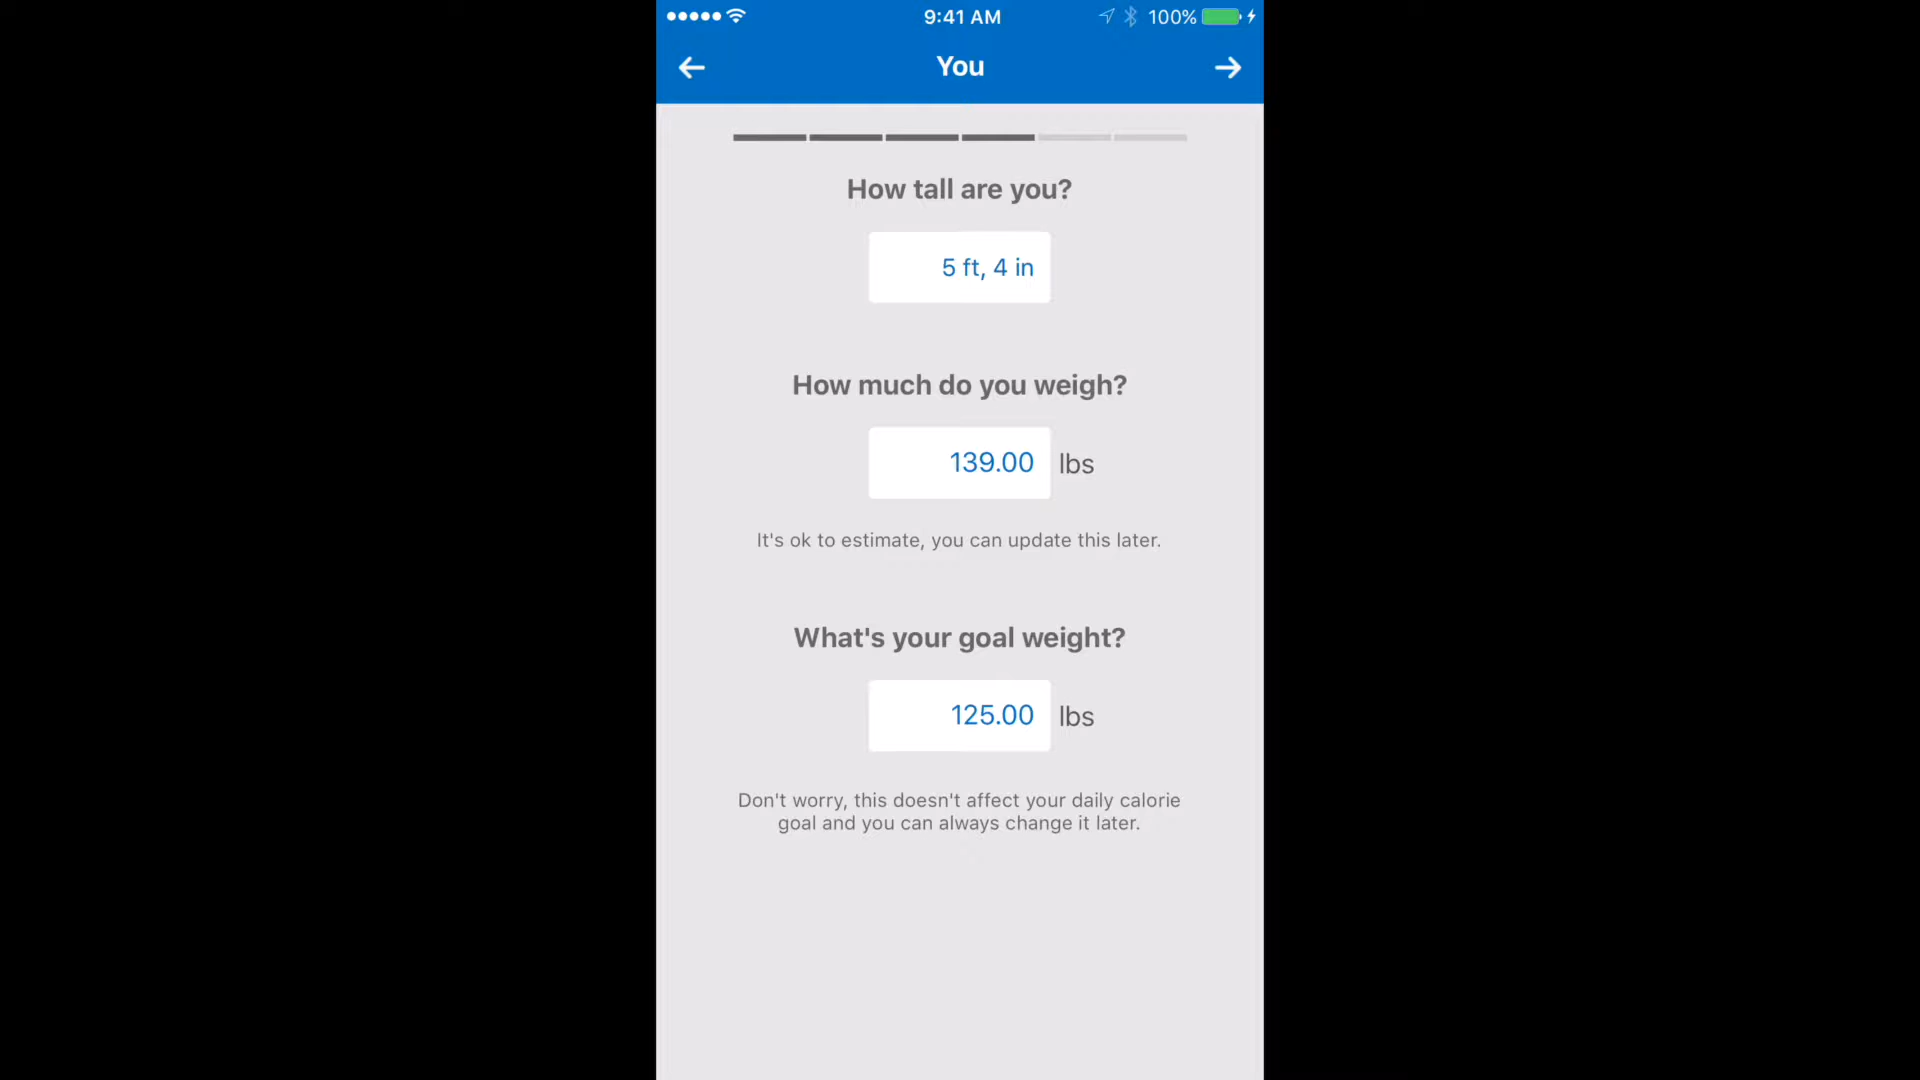 9:41 AM
100%
You
How tall are you?
5 ft, 4 in
How much do you weigh?
139.00 lbs
It's ok to estimate, you can update this later.
What's your goal weight?
125.00 lbs
Don't worry, this doesn't affect your daily calorie
goal and you can always change it later.